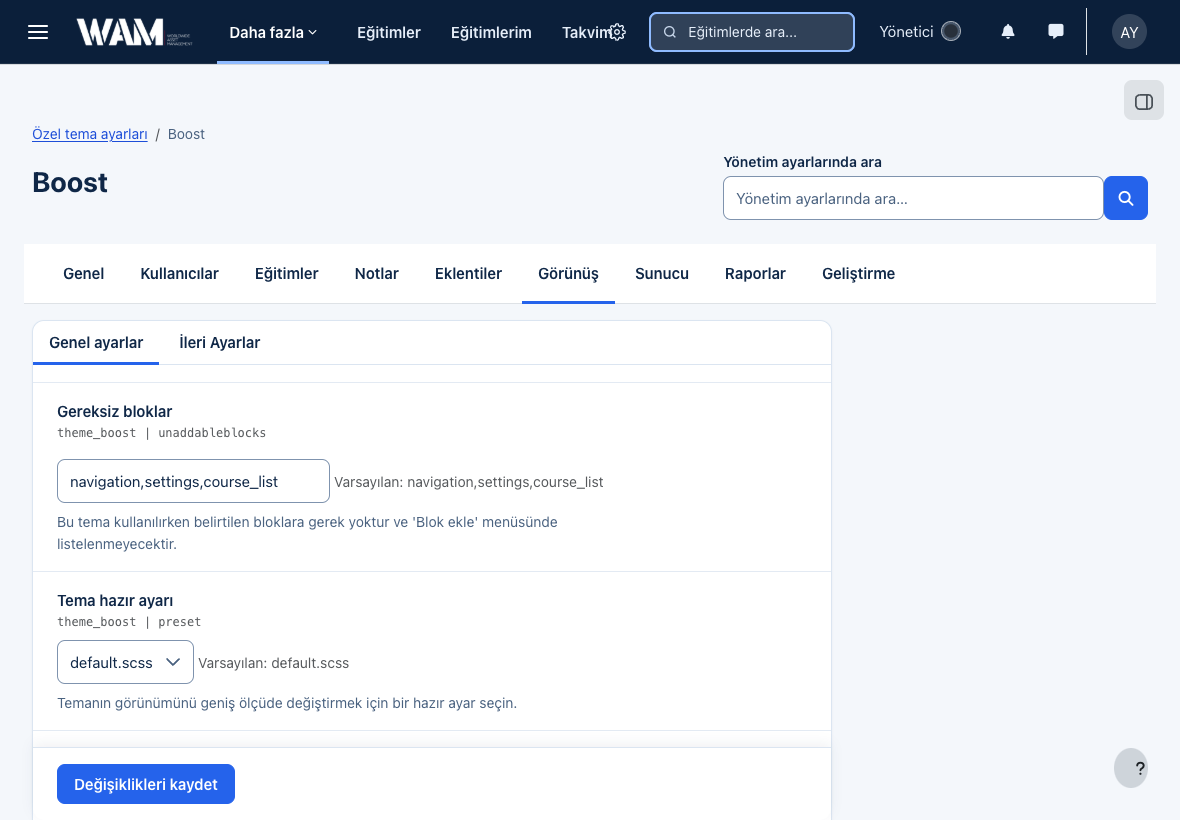 WAM WORLDWIDE ASSET MANAGEMENT
Daha fazla
Eğitimler
Eğitimlerim
Takvim
Eğitimlerde ara...
Yönetici
AY
Özel tema ayarları / Boost
Boost
Yönetim ayarlarında ara
Yönetim ayarlarında ara...
Genel
Kullanıcılar
Eğitimler
Notlar
Eklentiler
Görünüş
Sunucu
Raporlar
Geliştirme
Genel ayarlar
İleri Ayarlar
Gereksiz bloklar
theme_boost | unaddableblocks
navigation,settings,course_list
Varsayılan: navigation,settings,course_list
Bu tema kullanılırken belirtilen bloklara gerek yoktur ve 'Blok ekle' menüsünde
listelenmeyecektir.
Tema hazır ayarı
theme_boost | preset
default.scss
Varsayılan: default.scss
Temanın görünümünü geniş ölçüde değiştirmek için bir hazır ayar seçin.
Değişiklikleri kaydet
?